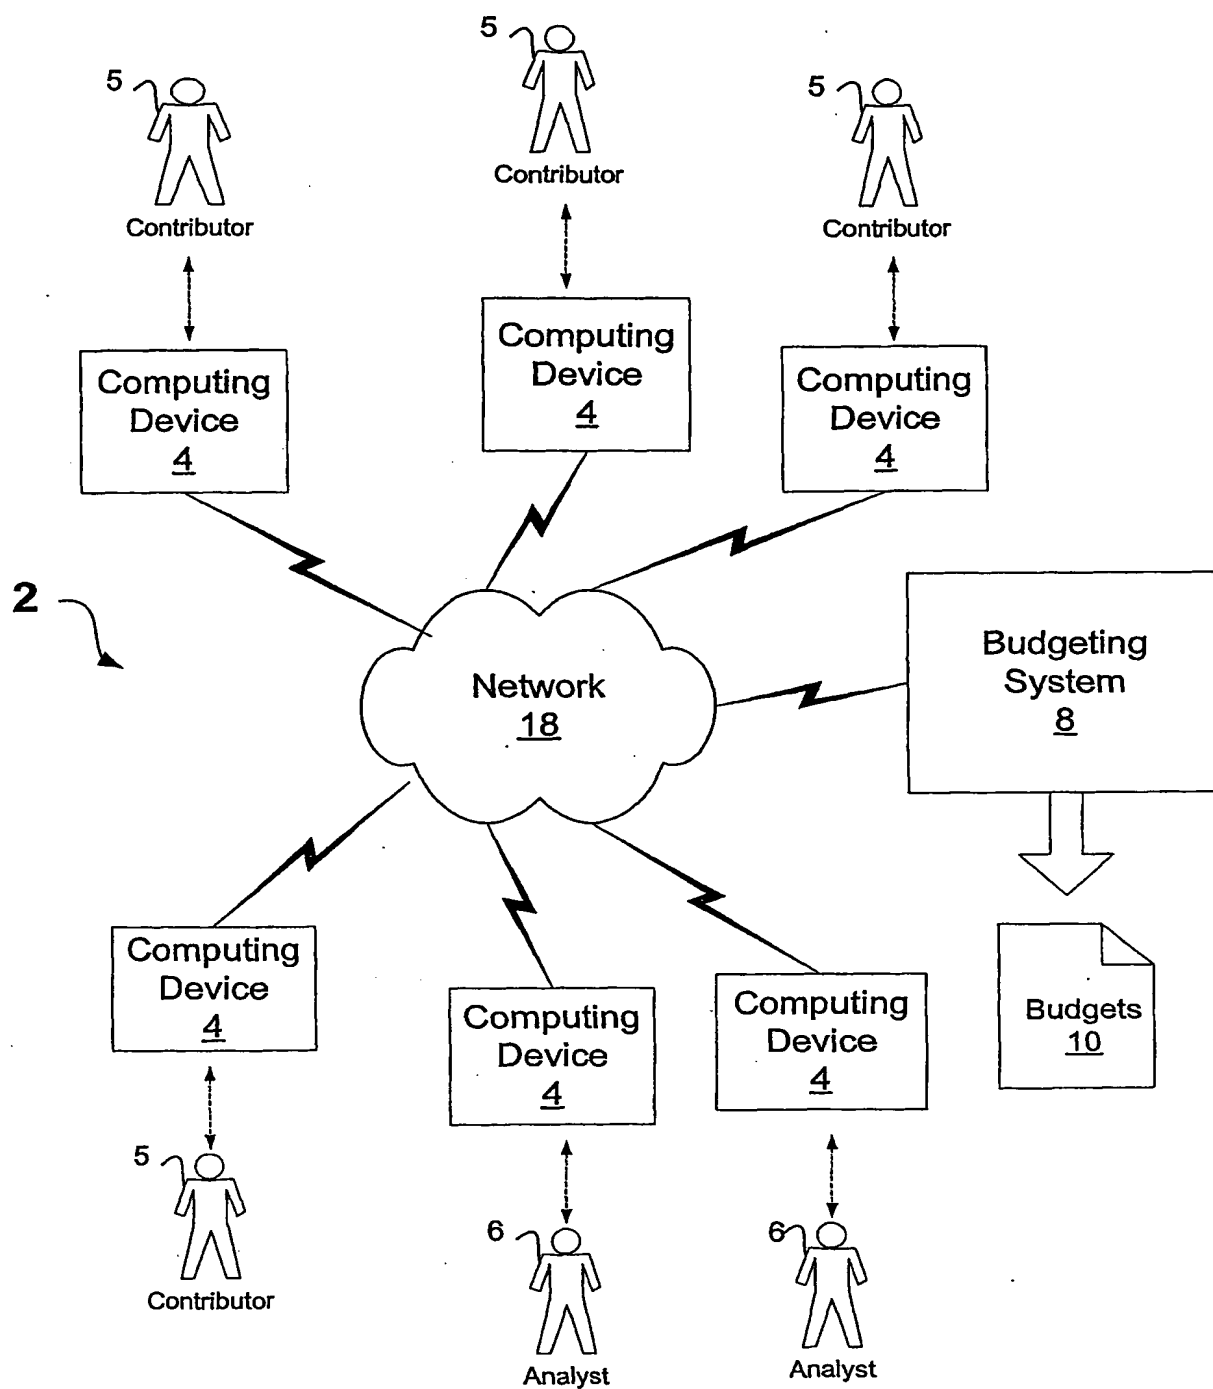 5
Contributor
5
Contributor
5
Contributor
Computing
Device
4
Computing
Device
4
Computing
Device
4
2
Network
18
Budgeting
System
8
Computing
Device
4
Computing
Device
4
Computing
Device
4
Budgets
10
5
Contributor
6
Analyst
6
Analyst